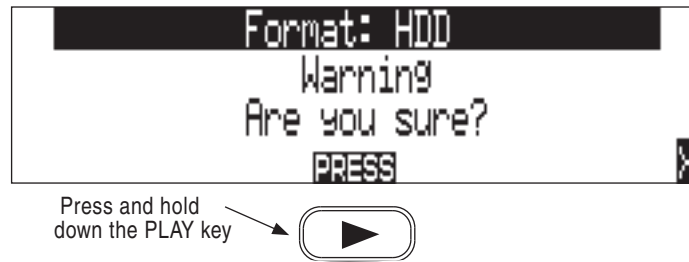 Format: HDD
Warning
Are you sure?
PRESS
Press and hold
down the PLAY key